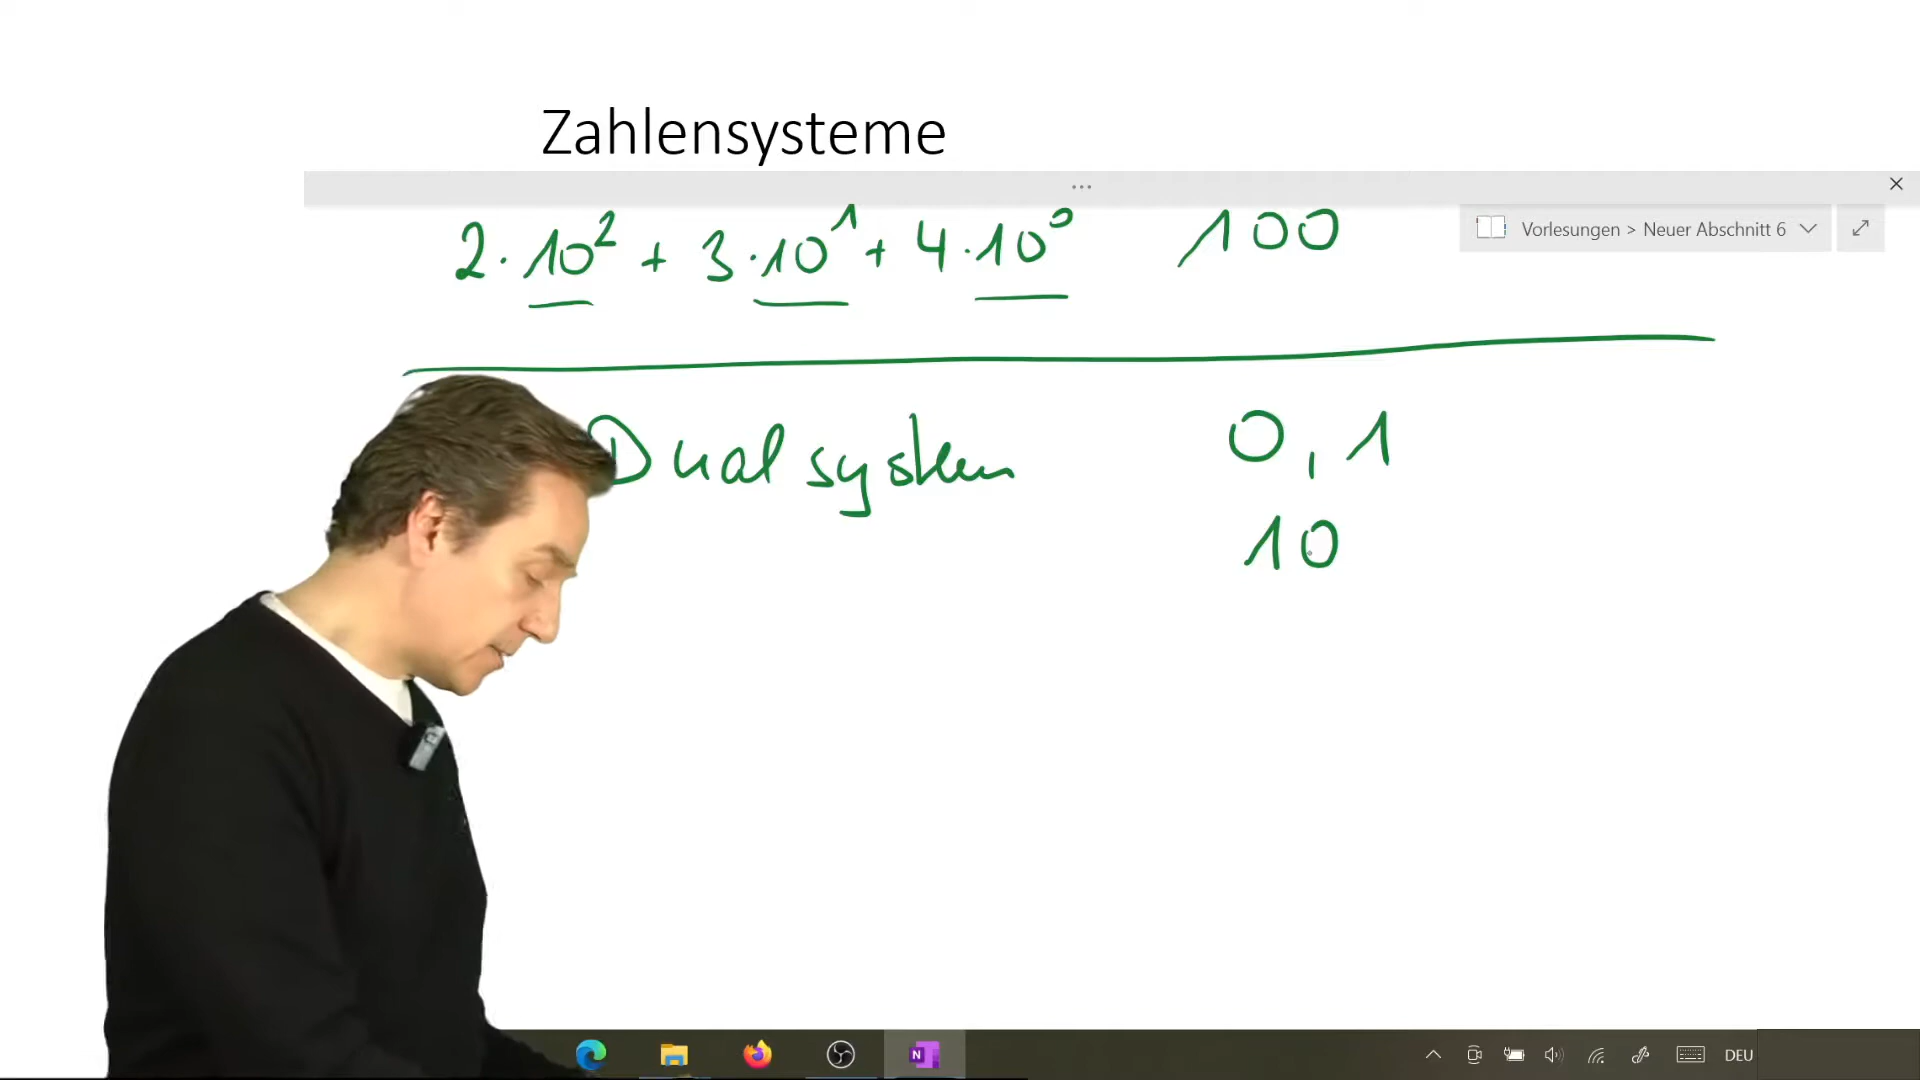 Zahlensysteme
Vorlesungen > Neuer Abschnitt 6
2·10² + 3·10¹ + 4·10⁰ 100
Dualsystem 0, 1
10
DEU